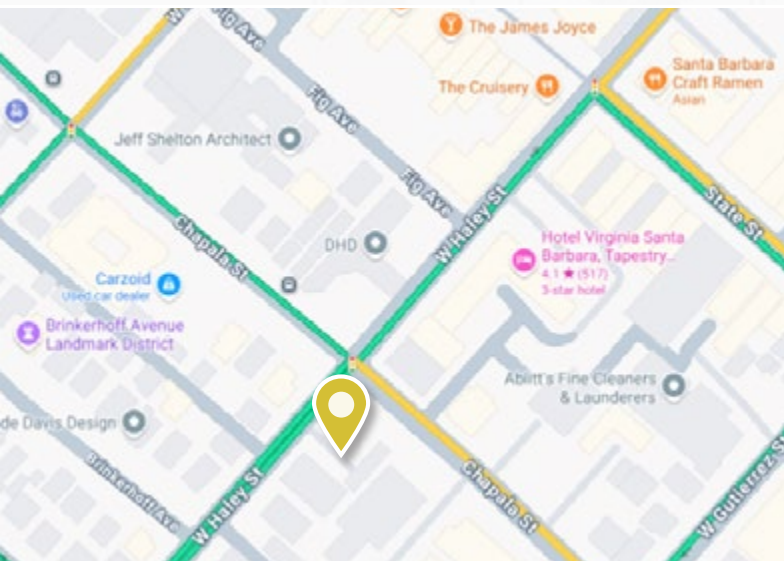 Fig Ave
The James Joyce
The Cruisery
Santa Barbara
Craft Ramen
Asian
Fig Ave
Jeff Shelton Architect
Fig Ave
State St
W Haley St
Chapala St
DHD
Hotel Virginia Santa
Barbara, Tapestry...
4.1 ★ (517)
3-star hotel
Carzoid
Used car dealer
Brinkerhoff Avenue
Landmark District
Ablitt's Fine Cleaners
& Launderers
de Davis Design
Brinkerhoff Ave
W Haley St
Chapala St
W Gutierrez St